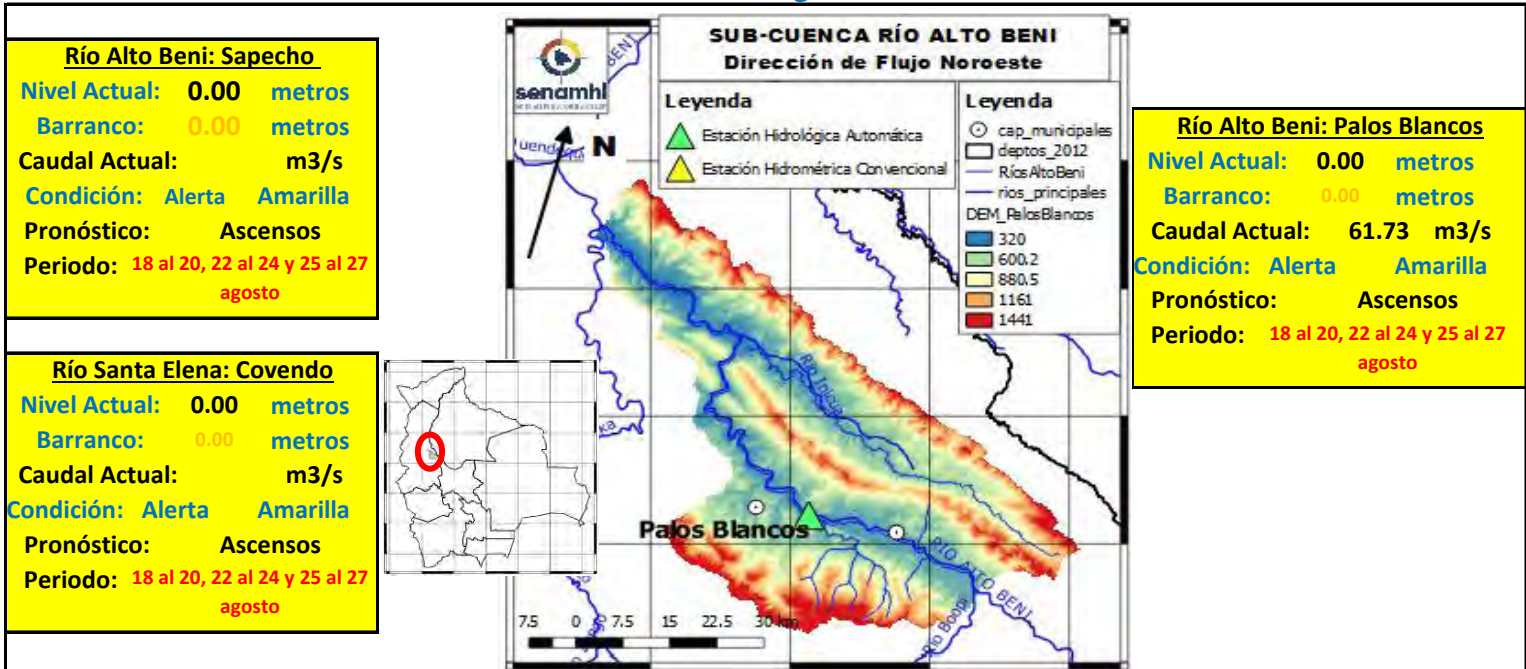 Río Alto Beni: Sapecho
Nivel Actual: 0.00 metros
Barranco: 0.00 metros
Caudal Actual: m3/s
Condición: Alerta Amarilla
Pronóstico: Ascensos
Periodo: 18 al 20, 22 al 24 y 25 al 27
agosto
Río Santa Elena: Covendo
Nivel Actual: 0.00 metros
Barranco: 0.00 metros
Caudal Actual: m3/s
Condición: Alerta Amarilla
Pronóstico: Ascensos
Periodo: 18 al 20, 22 al 24 y 25 al 27
agosto
senamhi
SUB-CUENCA RÍO ALTO BENI
Dirección de Flujo Noroeste
BENI
N
Leyenda
Estación Hidrológica Automática
Estación Hidrométrica Convencional
Leyenda
cap_municipales
deptos_2012
RíosAltoBeni
rios_principales
DEM_PalosBlancos
320
600.2
880.5
1161
1441
Río Inicua
Palos Blancos
RÍO ALTO BENI
Río Boopi
7.5 0 7.5 15 22.5 30 km
Río Alto Beni: Palos Blancos
Nivel Actual: 0.00 metros
Barranco: 0.00 metros
Caudal Actual: 61.73 m3/s
Condición: Alerta Amarilla
Pronóstico: Ascensos
Periodo: 18 al 20, 22 al 24 y 25 al 27
agosto